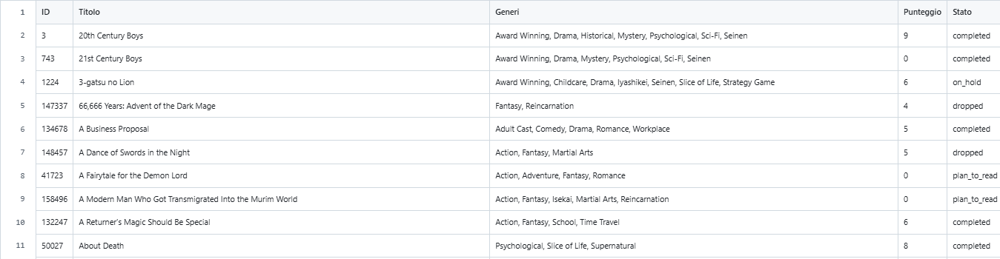 1 ID Titolo Generi Punteggio Stato
2 3 20th Century Boys Award Winning, Drama, Historical, Mystery, Psychological, Sci-Fi, Seinen 9 completed
3 743 21st Century Boys Award Winning, Drama, Mystery, Psychological, Sci-Fi, Seinen 0 completed
4 1224 3-gatsu no Lion Award Winning, Childcare, Drama, Iyashikei, Seinen, Slice of Life, Strategy Game 6 on_hold
5 147337 66,666 Years: Advent of the Dark Mage Fantasy, Reincarnation 4 dropped
6 134678 A Business Proposal Adult Cast, Comedy, Drama, Romance, Workplace 5 completed
7 148457 A Dance of Swords in the Night Action, Fantasy, Martial Arts 5 dropped
8 41723 A Fairytale for the Demon Lord Action, Adventure, Fantasy, Romance 0 plan_to_read
9 158496 A Modern Man Who Got Transmigrated Into the Murim World Action, Fantasy, Isekai, Martial Arts, Reincarnation 0 plan_to_read
10 132247 A Returner's Magic Should Be Special Action, Fantasy, School, Time Travel 6 completed
11 50027 About Death Psychological, Slice of Life, Supernatural 8 completed